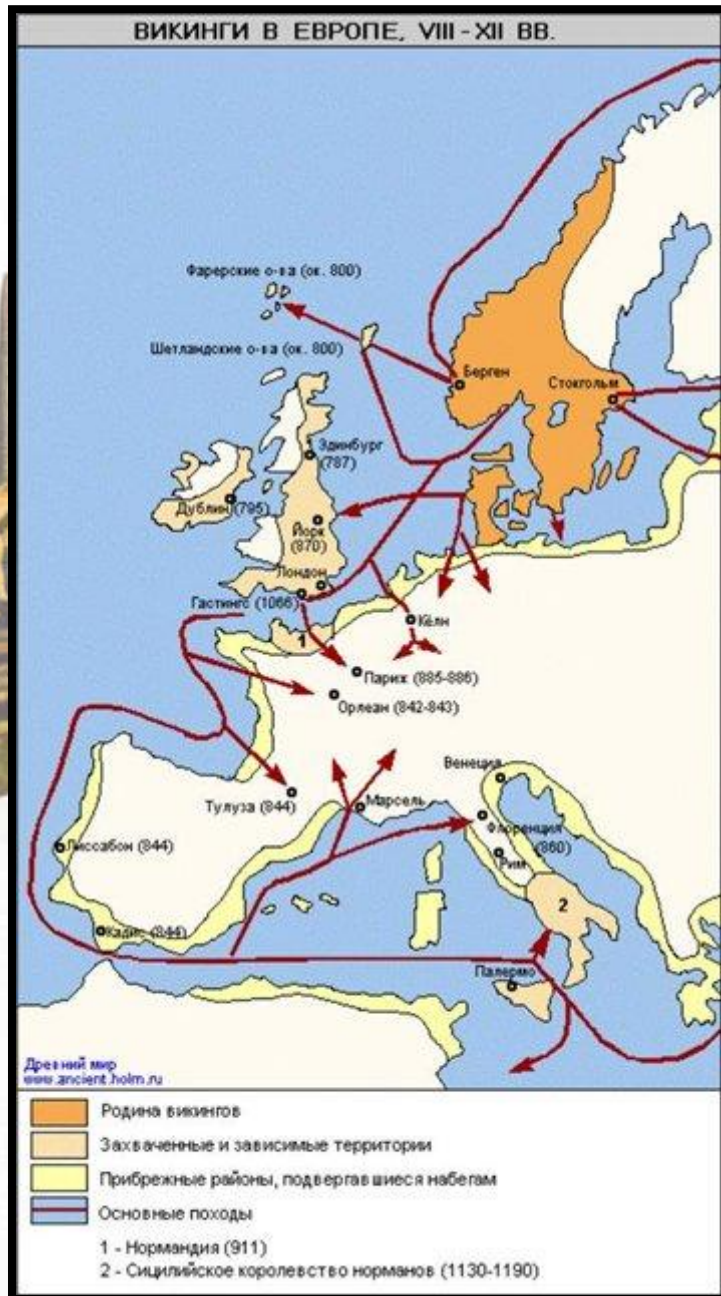 ВИКИНГИ В ЕВРОПЕ, VIII - XII ВВ.
Фарерские о-ва (ок. 800)
Шетландские о-ва (ок. 800)
Берген
Стокгольм
Эдинбург
(787)
Дублин (795)
Йорк
(870)
Лондон
Гастингс (1066)
Кёлн
1
Париж (885-886)
Орлеан (842-843)
Венеция
Тулуза (844)
Марсель
Флоренция
(860)
Лиссабон (844)
Рим
2
Кадис (844)
Палермо
Древний мир
www.ancient.holm.ru
Родина викингов
Захваченные и зависимые территории
Прибрежные районы, подвергавшиеся набегам
Основные походы
1 - Нормандия (911)
2 - Сицилийское королевство норманов (1130-1190)